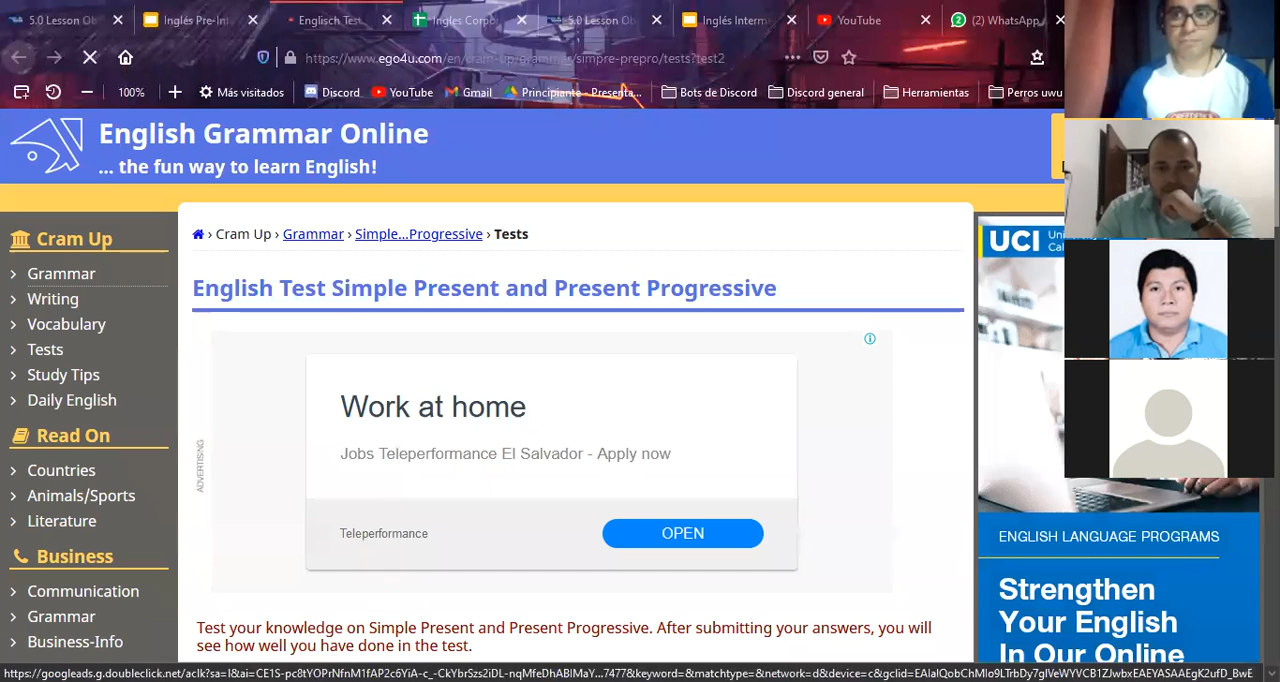 5.0 Lesson Ob
Inglés Pre-Int
Englisch Test
Ingles Corpo
5.0 Lesson Ob
Inglés Interm
YouTube
(2) WhatsApp
https://www.ego4u.com/en/cram-up/grammar/simpre-prepro/tests?test2
100%
Más visitados
Discord
YouTube
Gmail
Principiante - Presenta...
Bots de Discord
Discord general
Herramientas
Perros uwu
English Grammar Online
... the fun way to learn English!
Cram Up
Grammar
Writing
Vocabulary
Tests
Study Tips
Daily English
Read On
Countries
Animals/Sports
Literature
Business
Communication
Grammar
Business-Info
› Cram Up › Grammar › Simple...Progressive › Tests
English Test Simple Present and Present Progressive
ADVERTISING
Work at home
Jobs Teleperformance El Salvador - Apply now
Teleperformance
OPEN
Test your knowledge on Simple Present and Present Progressive. After submitting your answers, you will
see how well you have done in the test.
UCI
ENGLISH LANGUAGE PROGRAMS
Strengthen
Your English
In Our Online